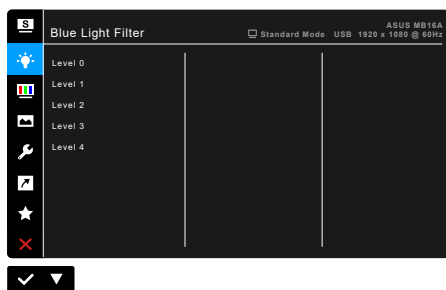 S
Blue Light Filter
Standard Mode USB 1920 x 1080 @ 60Hz
ASUS MB16A
Level 0
Level 1
Level 2
Level 3
Level 4